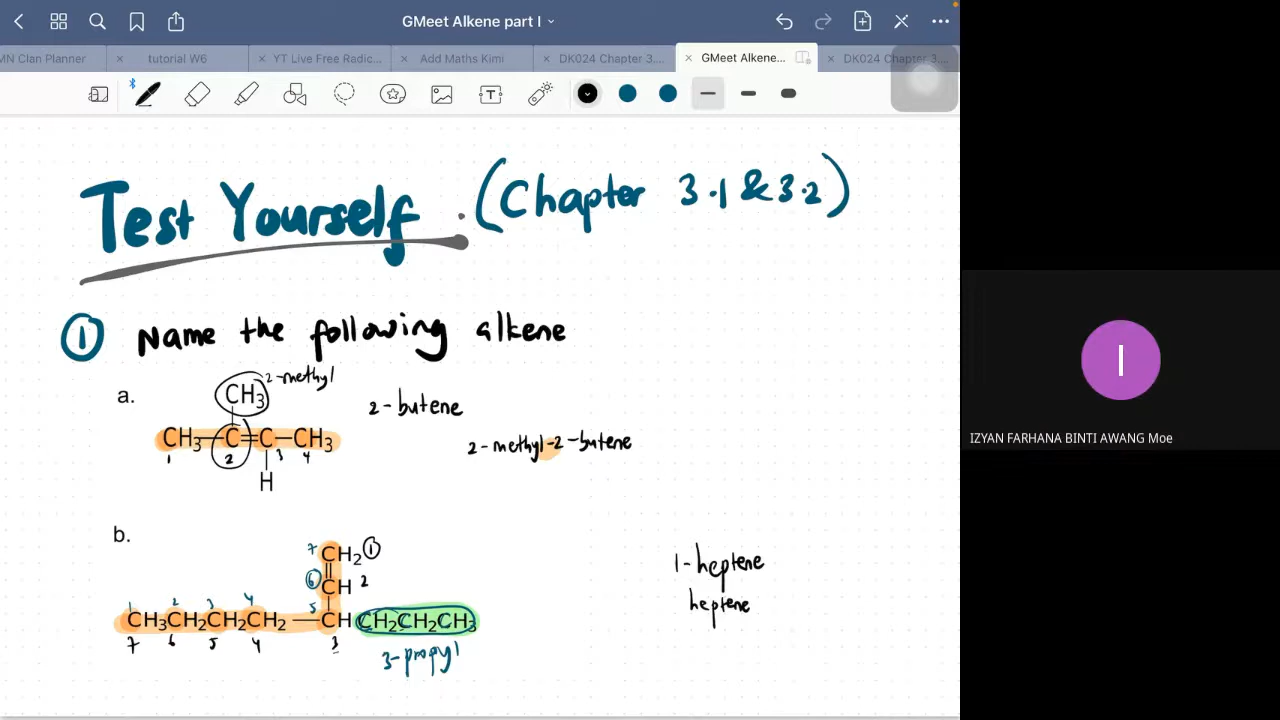 GMeet Alkene part I
MN Clan Planner
tutorial W6
YT Live Free Radic...
Add Maths Kimi
DK024 Chapter 3....
GMeet Alkene...
DK024 Chapter 3....
T
Test Yourself (Chapter 3.1 & 3.2)
1 Name the following alkene
a.
CH3 2-methyl
2-butene
CH3—C=C—CH3
1 2 3 4
H
2-methyl-2-butene
b.
7 CH2 1
6 CH 2
1 2 3 4 5
CH3CH2CH2CH2—CH CH2CH2CH3
7 6 5 4 3
3-propyl
1-heptene
heptene
I
IZYAN FARHANA BINTI AWANG Moe